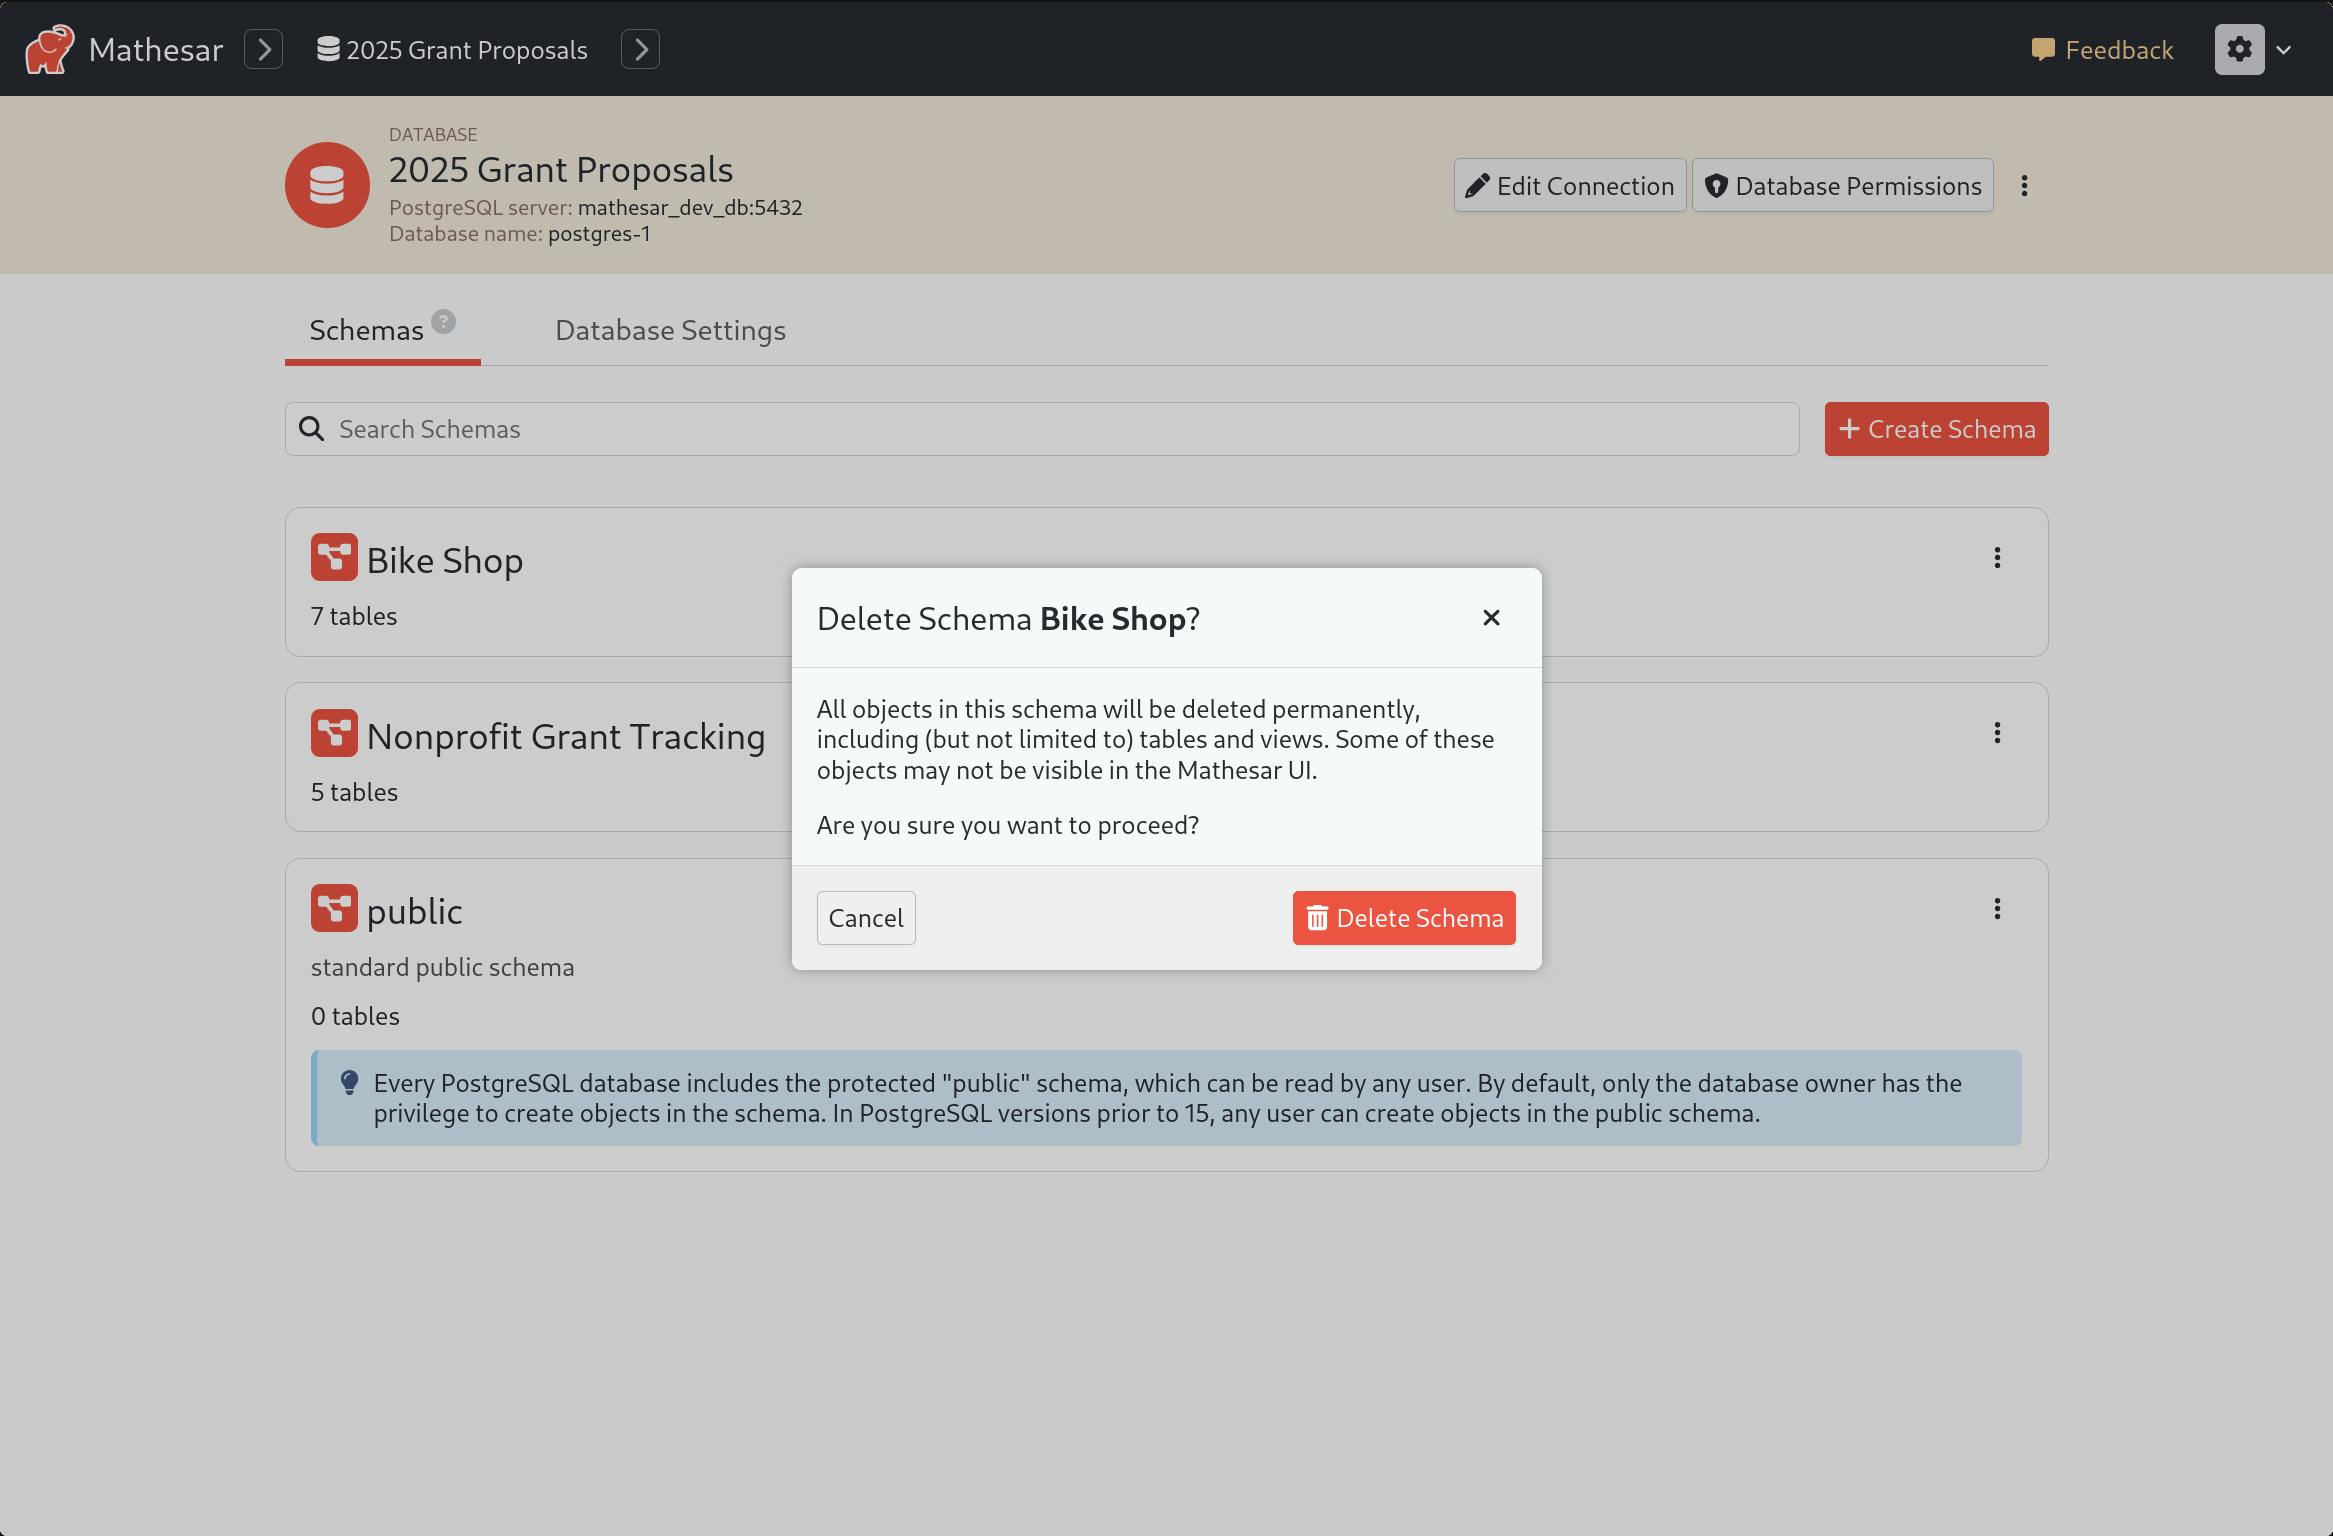 Mathesar
2025 Grant Proposals
Feedback
DATABASE
2025 Grant Proposals
PostgreSQL server: mathesar_dev_db:5432
Database name: postgres-1
Edit Connection
Database Permissions
Schemas ?
Database Settings
Search Schemas
Create Schema
Bike Shop
7 tables
Nonprofit Grant Tracking
5 tables
public
standard public schema
0 tables
Every PostgreSQL database includes the protected "public" schema, which can be read by any user. By default, only the database owner has the
privilege to create objects in the schema. In PostgreSQL versions prior to 15, any user can create objects in the public schema.
Delete Schema Bike Shop?
All objects in this schema will be deleted permanently,
including (but not limited to) tables and views. Some of these
objects may not be visible in the Mathesar UI.
Are you sure you want to proceed?
Cancel
Delete Schema